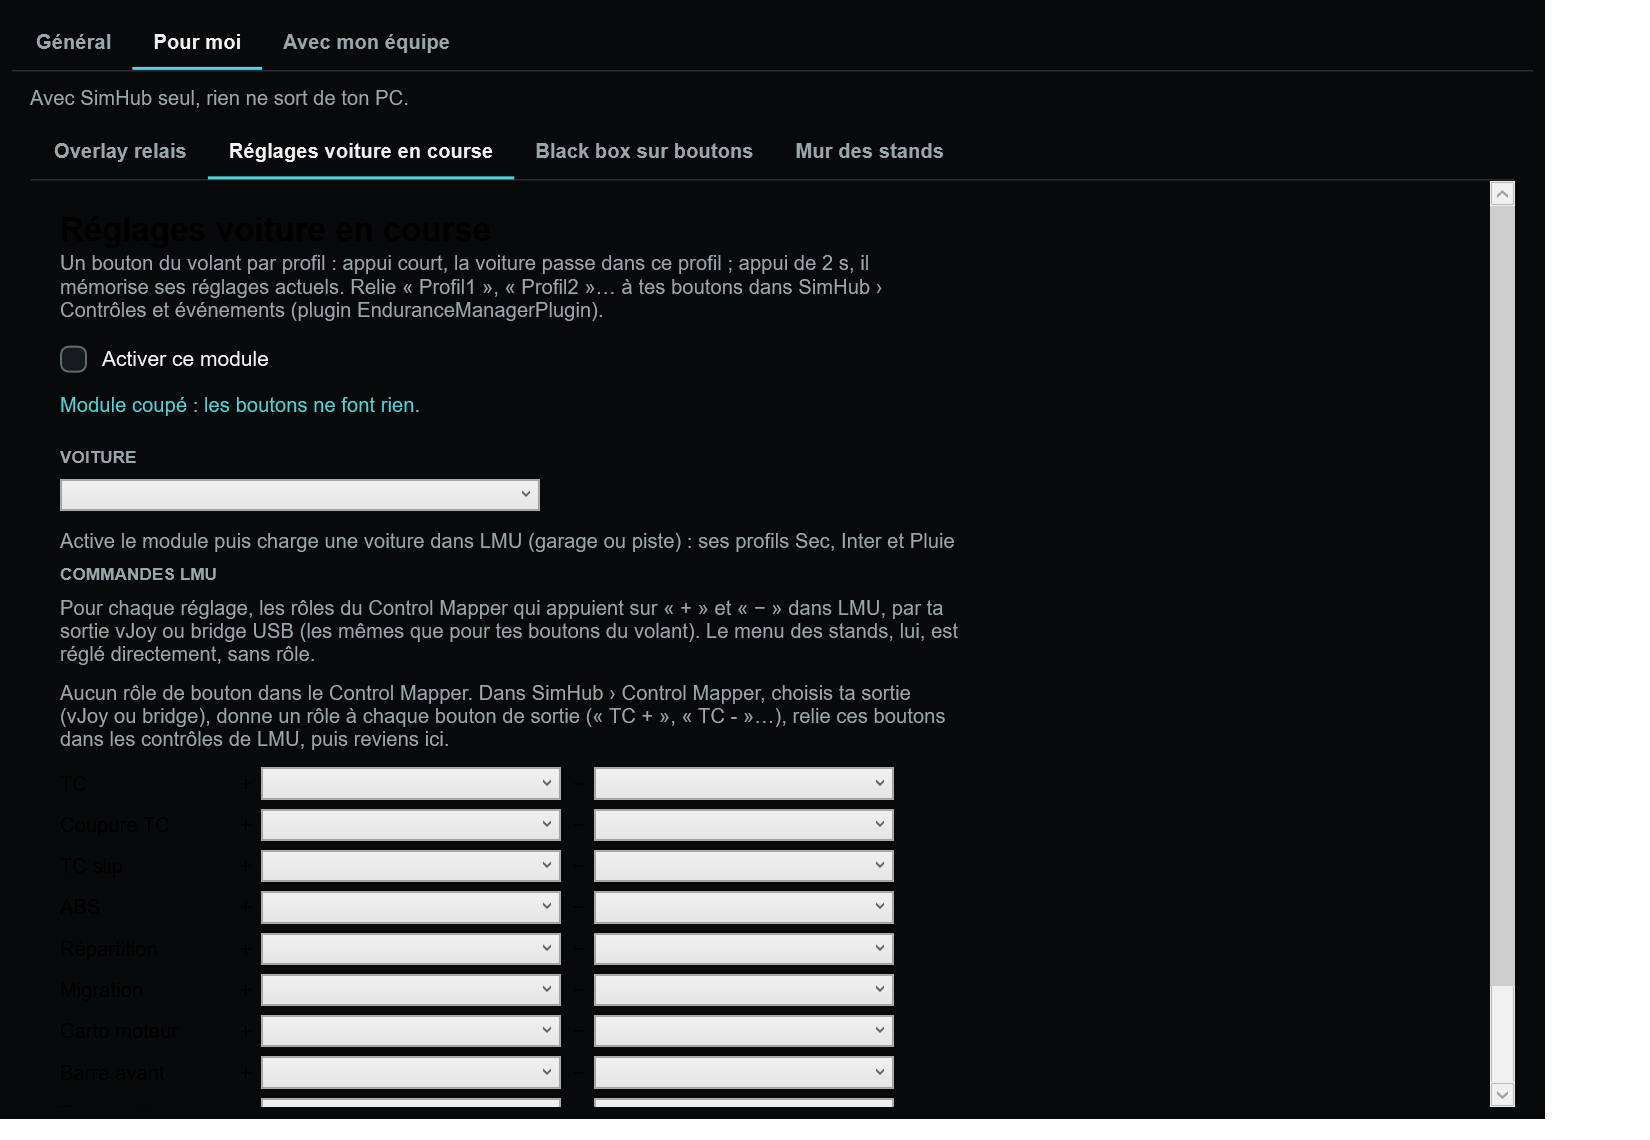 Général Pour moi Avec mon équipe
Avec SimHub seul, rien ne sort de ton PC.
Overlay relais Réglages voiture en course Black box sur boutons Mur des stands
Réglages voiture en course
Un bouton du volant par profil : appui court, la voiture passe dans ce profil ; appui de 2 s, il
mémorise ses réglages actuels. Relie « Profil1 », « Profil2 »… à tes boutons dans SimHub ›
Contrôles et événements (plugin EnduranceManagerPlugin).
Activer ce module
Module coupé : les boutons ne font rien.
VOITURE
Active le module puis charge une voiture dans LMU (garage ou piste) : ses profils Sec, Inter et Pluie
COMMANDES LMU
Pour chaque réglage, les rôles du Control Mapper qui appuient sur « + » et « − » dans LMU, par ta
sortie vJoy ou bridge USB (les mêmes que pour tes boutons du volant). Le menu des stands, lui, est
réglé directement, sans rôle.
Aucun rôle de bouton dans le Control Mapper. Dans SimHub › Control Mapper, choisis ta sortie
(vJoy ou bridge), donne un rôle à chaque bouton de sortie (« TC + », « TC - »…), relie ces boutons
dans les contrôles de LMU, puis reviens ici.
TC + −
Coupure TC + −
TC slip + −
ABS + −
Répartition + −
Migration + −
Carto moteur + −
Barre avant + −